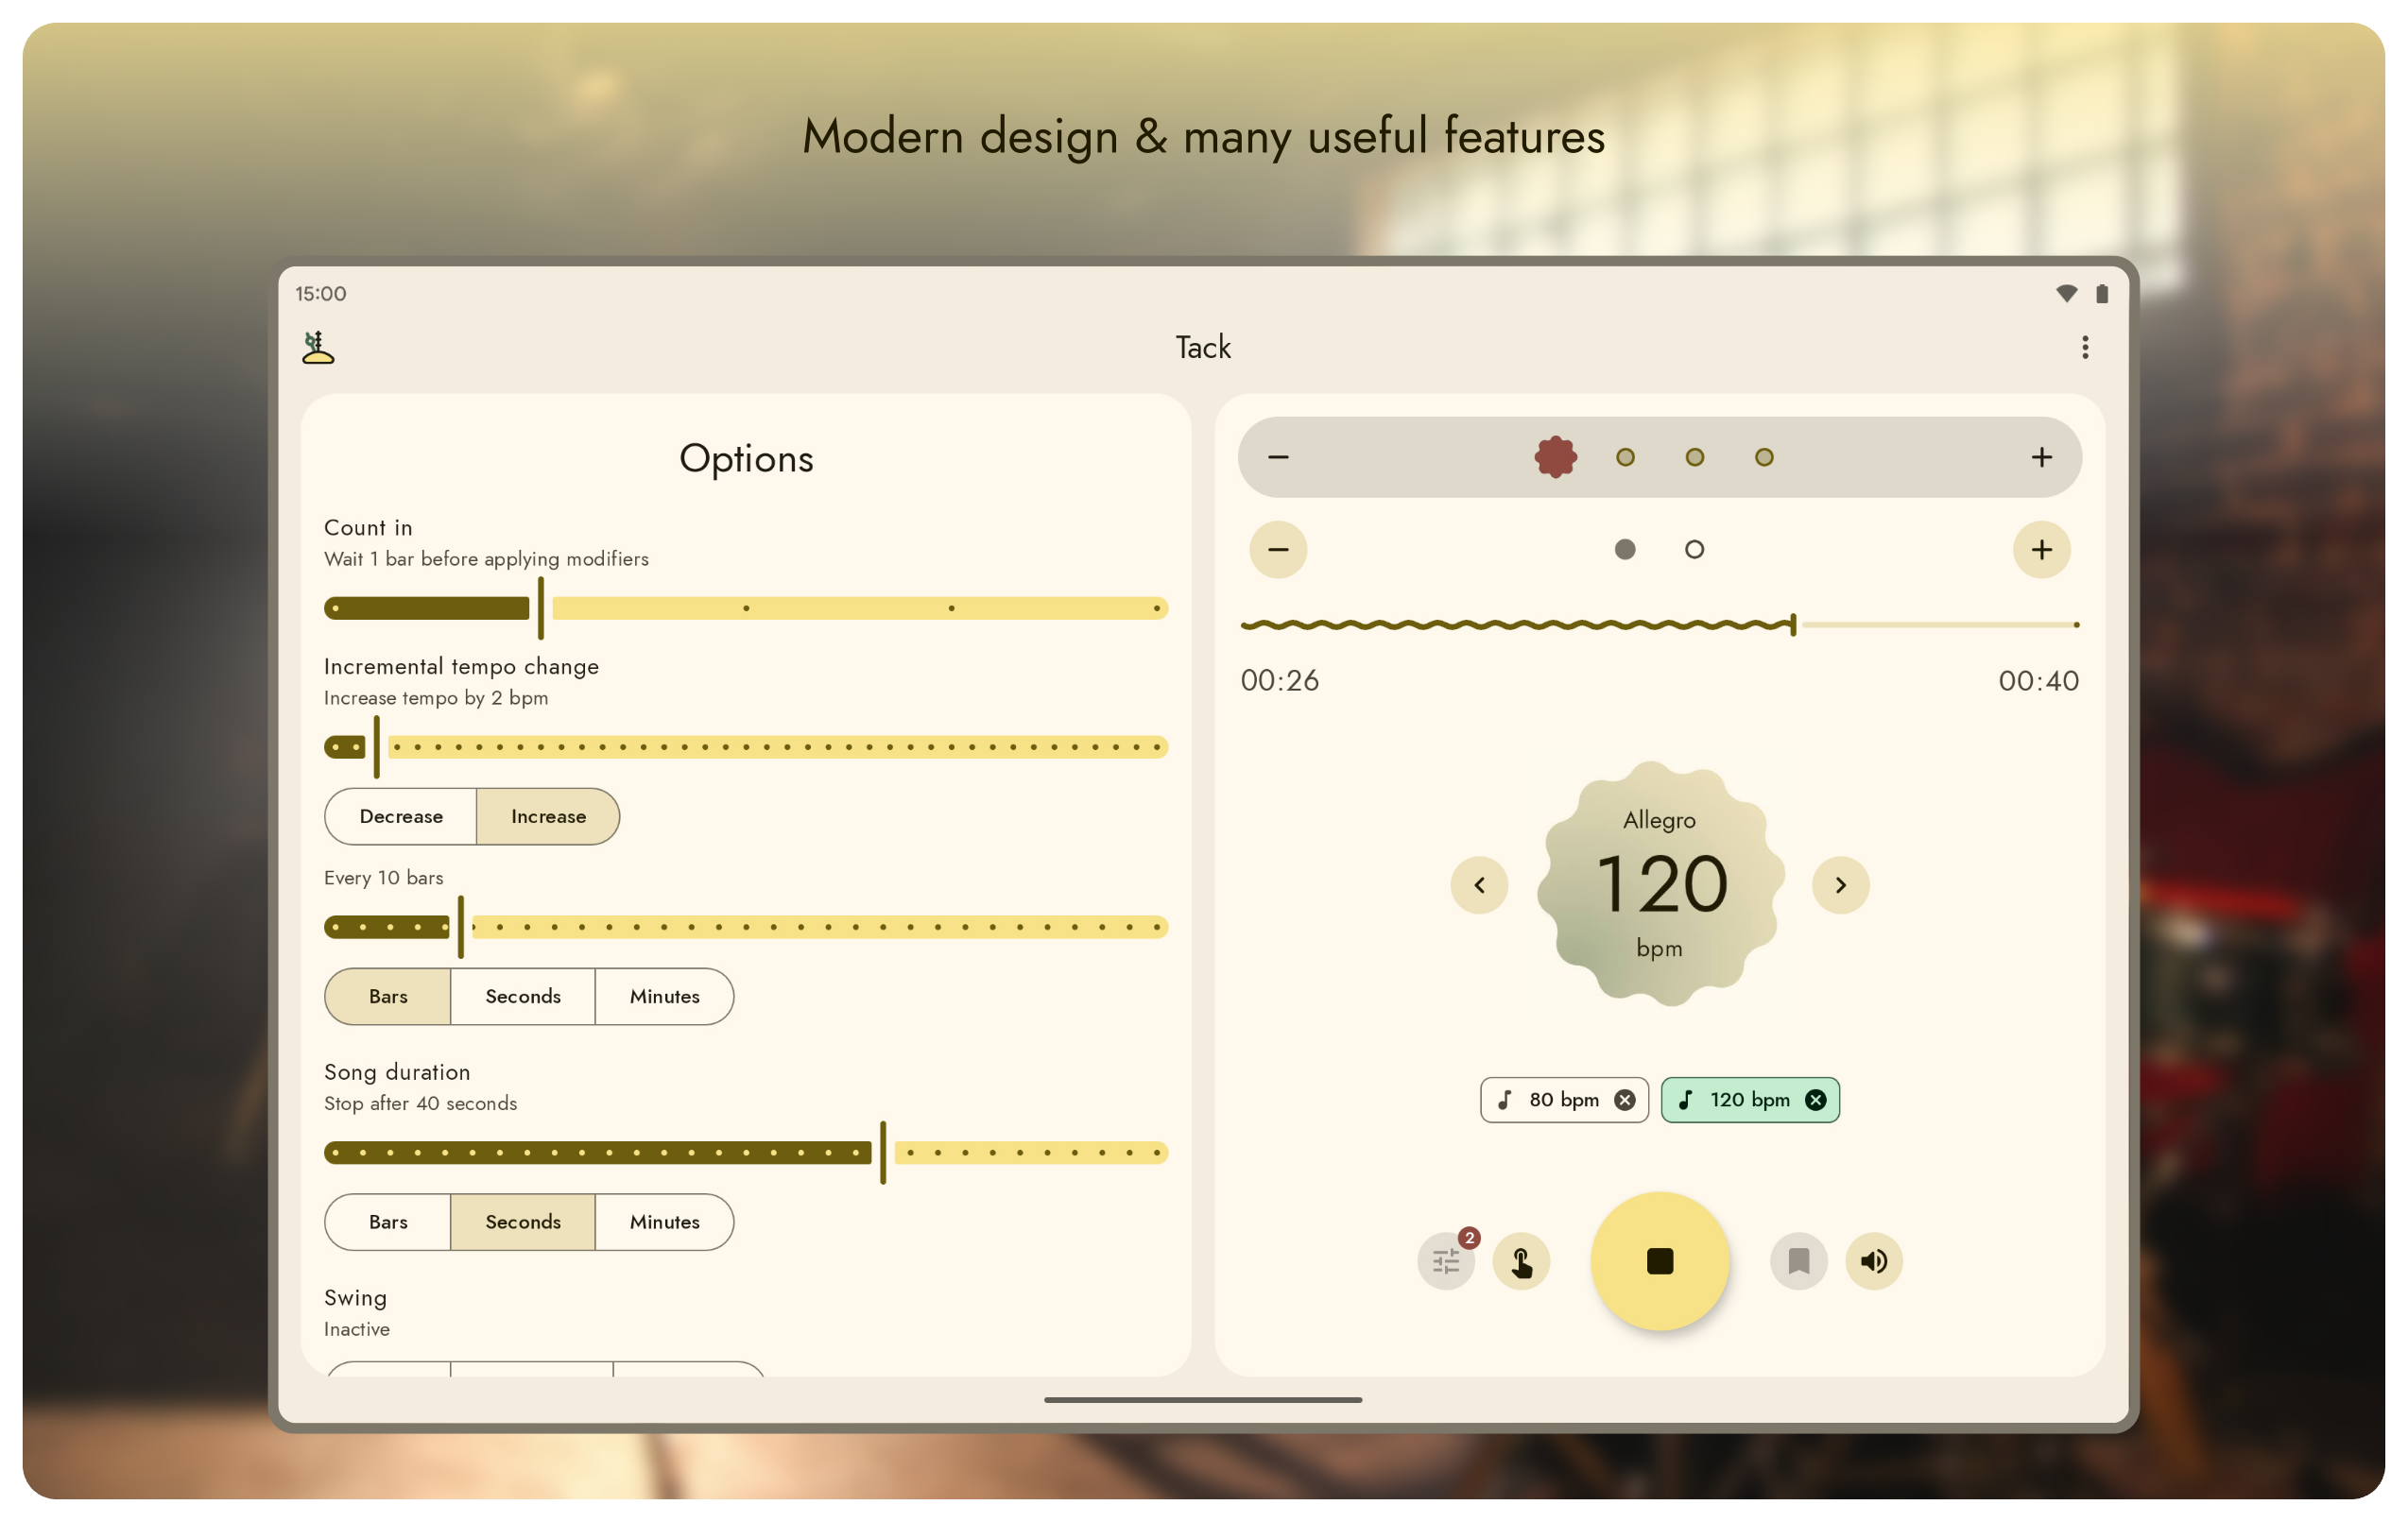 Modern design & many useful features
15:00
Tack
Options
Count in
Wait 1 bar before applying modifiers
Incremental tempo change
Increase tempo by 2 bpm
Decrease
Increase
Every 10 bars
Bars
Seconds
Minutes
Song duration
Stop after 40 seconds
Bars
Seconds
Minutes
Swing
Inactive
00:26
00:40
Allegro
120
bpm
80 bpm
120 bpm
2